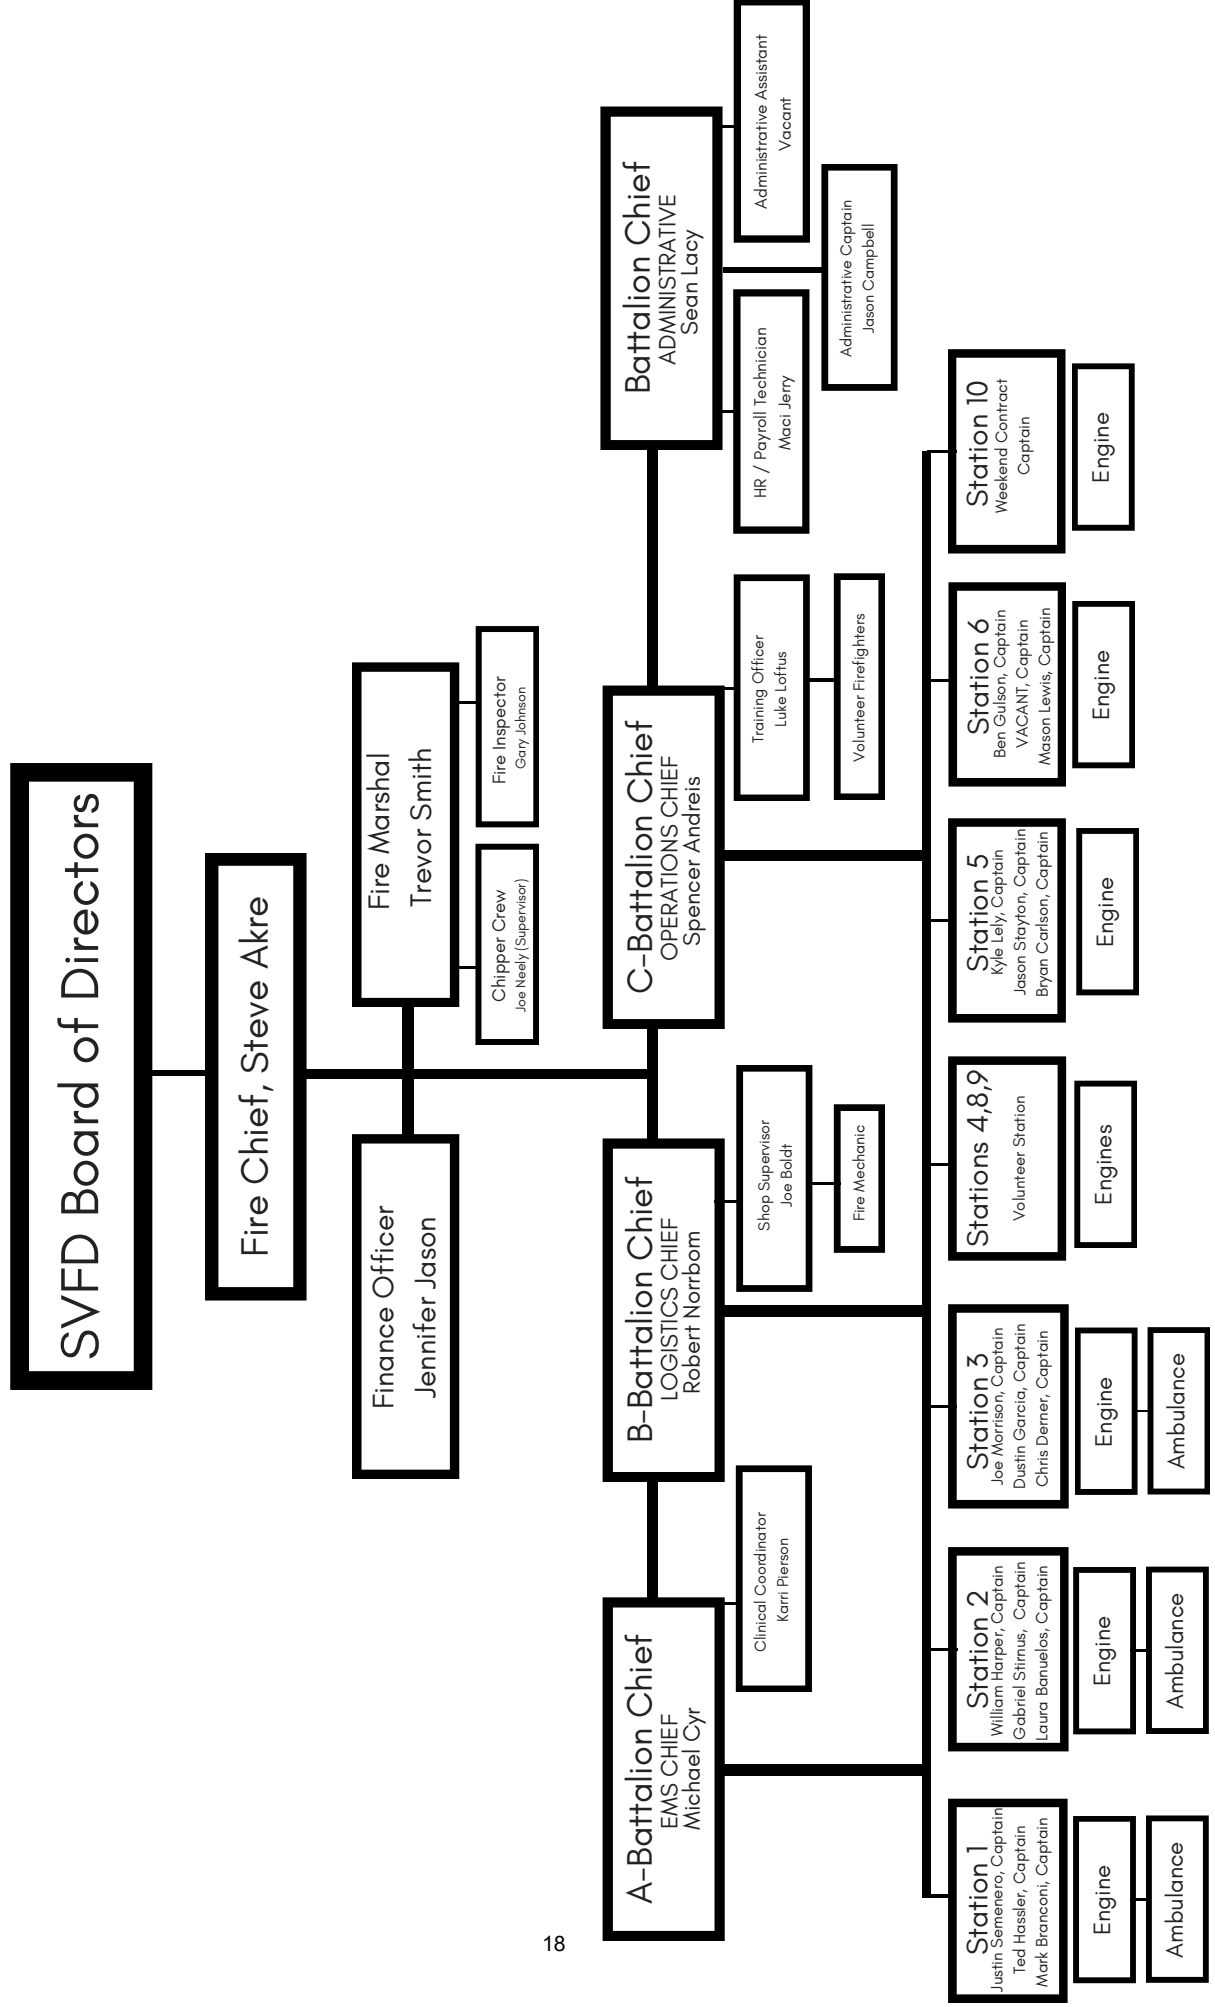 SVFD Board of Directors
Fire Chief, Steve Akre
Finance Officer
Jennifer Jason
Fire Marshal
Trevor Smith
Chipper Crew
Joe Neely (Supervisor)
Fire Inspector
Gary Johnson
A-Battalion Chief
EMS CHIEF
Michael Cyr
B-Battalion Chief
LOGISTICS CHIEF
Robert Norrbom
C-Battalion Chief
OPERATIONS CHIEF
Spencer Andreis
Battalion Chief
ADMINISTRATIVE
Sean Lacy
Clinical Coordinator
Karri Pierson
Shop Supervisor
Joe Boldt
Fire Mechanic
Training Officer
Luke Loftus
Volunteer Firefighters
HR / Payroll Technician
Maci Jerry
Administrative Assistant
Vacant
Administrative Captain
Jason Campbell
Station 1
Justin Semenero, Captain
Ted Hassler, Captain
Mark Branconi, Captain
Engine
Ambulance
Station 2
William Harper, Captain
Gabriel Stirnus, Captain
Laura Banuelos, Captain
Engine
Ambulance
Station 3
Joe Morrison, Captain
Dustin Garcia, Captain
Chris Derner, Captain
Engine
Ambulance
Stations 4,8,9
Volunteer Station
Engines
Station 5
Kyle Lely, Captain
Jason Stayton, Captain
Bryan Carlson, Captain
Engine
Station 6
Ben Gulson, Captain
VACANT, Captain
Mason Lewis, Captain
Engine
Station 10
Weekend Contract
Captain
Engine
18